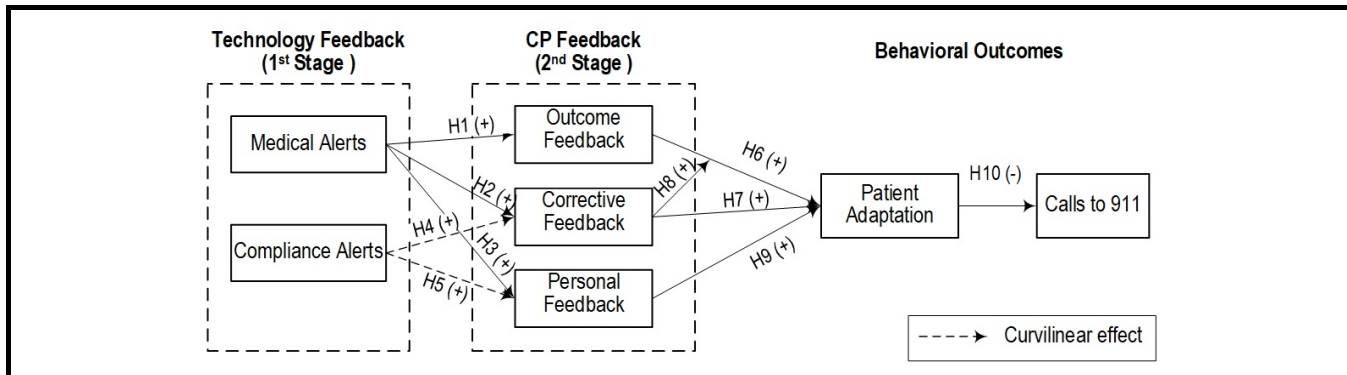 Technology Feedback
(1st Stage )
CP Feedback
(2nd Stage )
Behavioral Outcomes
Medical Alerts
Compliance Alerts
H1 (+)
H2 (+)
H4 (+)
H3 (+)
H5 (+)
Outcome
Feedback
Corrective
Feedback
Personal
Feedback
H6 (+)
H8 (+)
H7 (+)
H9 (+)
Patient
Adaptation
H10 (-)
Calls to 911
Curvilinear effect